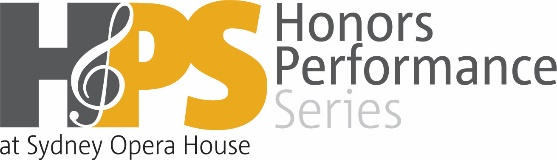 HPS
at Sydney Opera House
Honors
Performance
Series